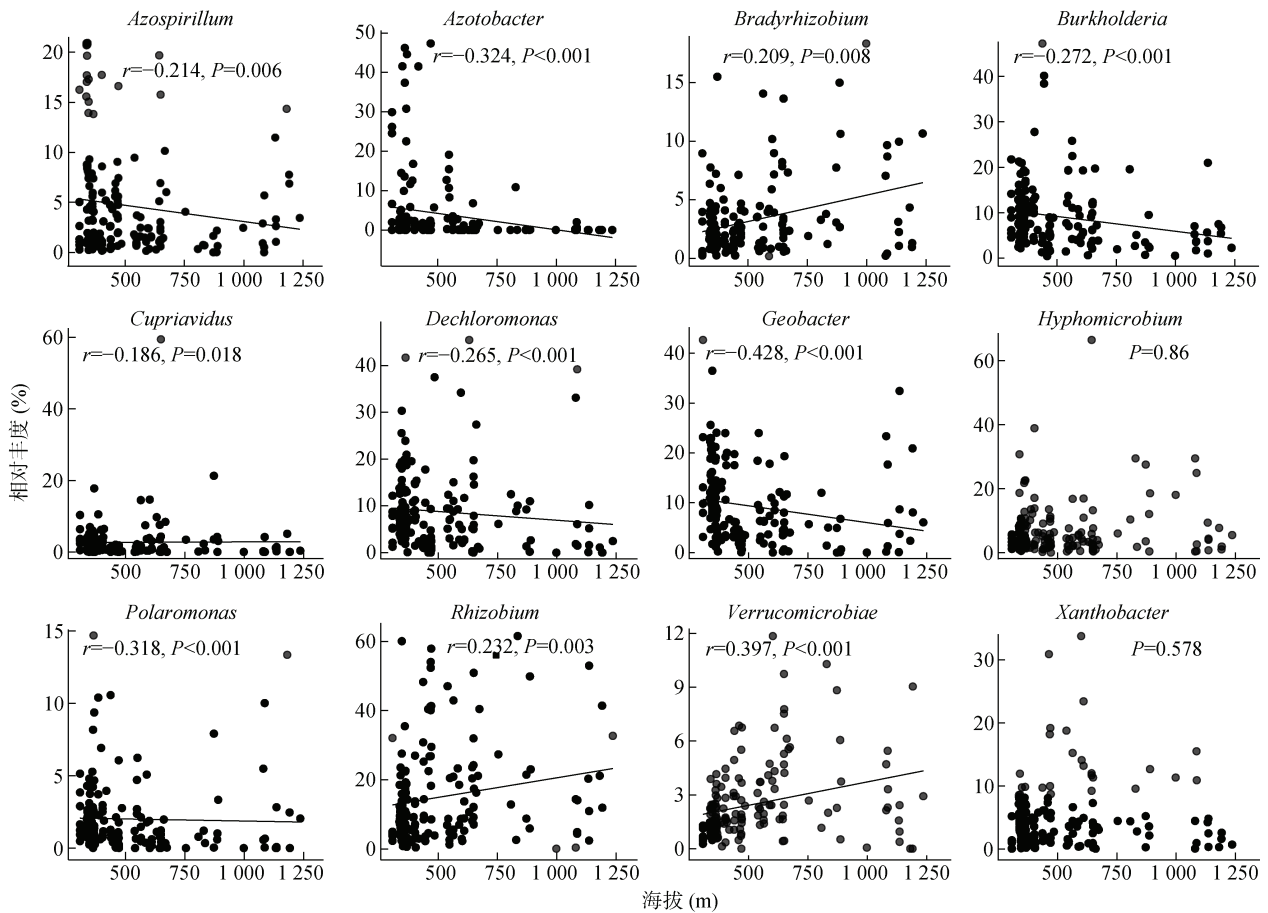 Azospirillum
Azotobacter
Bradyrhizobium
Burkholderia
r=−0.214, P=0.006
r=−0.324, P<0.001
r=0.209, P=0.008
r=−0.272, P<0.001
20
15
10
5
0
50
40
30
20
10
0
15
10
5
0
40
30
20
10
0
500 750 1 000 1 250
500 750 1 000 1 250
500 750 1 000 1 250
500 750 1 000 1 250
Cupriavidus
Dechloromonas
Geobacter
Hyphomicrobium
r=−0.186, P=0.018
r=−0.265, P<0.001
r=−0.428, P<0.001
P=0.86
相对丰度 (%)
60
40
20
0
40
30
20
10
0
40
30
20
10
0
60
40
20
0
500 750 1 000 1 250
500 750 1 000 1 250
500 750 1 000 1 250
500 750 1 000 1 250
Polaromonas
Rhizobium
Verrucomicrobiae
Xanthobacter
r=−0.318, P<0.001
r=0.232, P=0.003
r=0.397, P<0.001
P=0.578
15
10
5
0
60
40
20
0
12
9
6
3
0
30
20
10
0
500 750 1 000 1 250
500 750 1 000 1 250
500 750 1 000 1 250
500 750 1 000 1 250
海拔 (m)